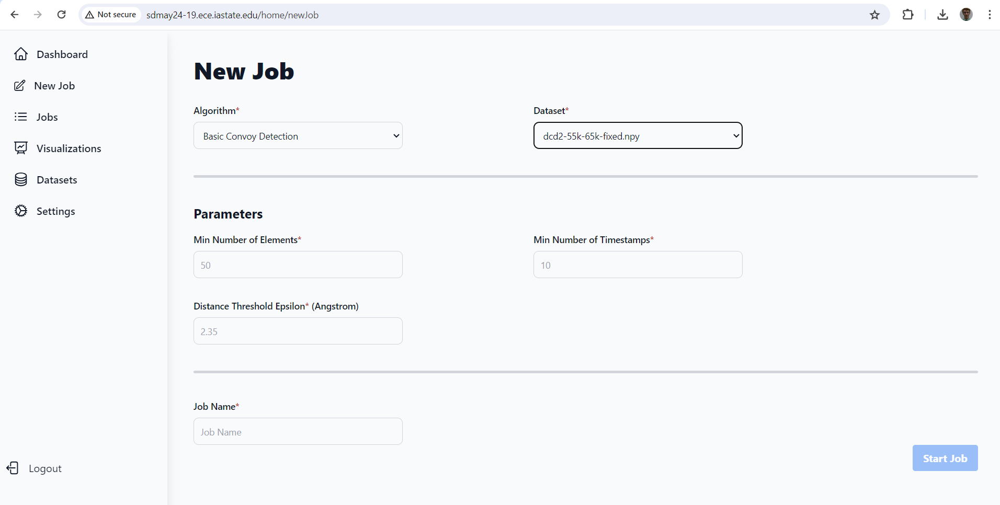 Not secure
sdmay24-19.ece.iastate.edu/home/newJob
Dashboard
New Job
Jobs
Visualizations
Datasets
Settings
Logout
New Job
Algorithm* Dataset*
Basic Convoy Detection dcd2-55k-65k-fixed.npy
Parameters
Min Number of Elements* Min Number of Timestamps*
50 10
Distance Threshold Epsilon* (Angstrom)
2.35
Job Name*
Job Name
Start Job